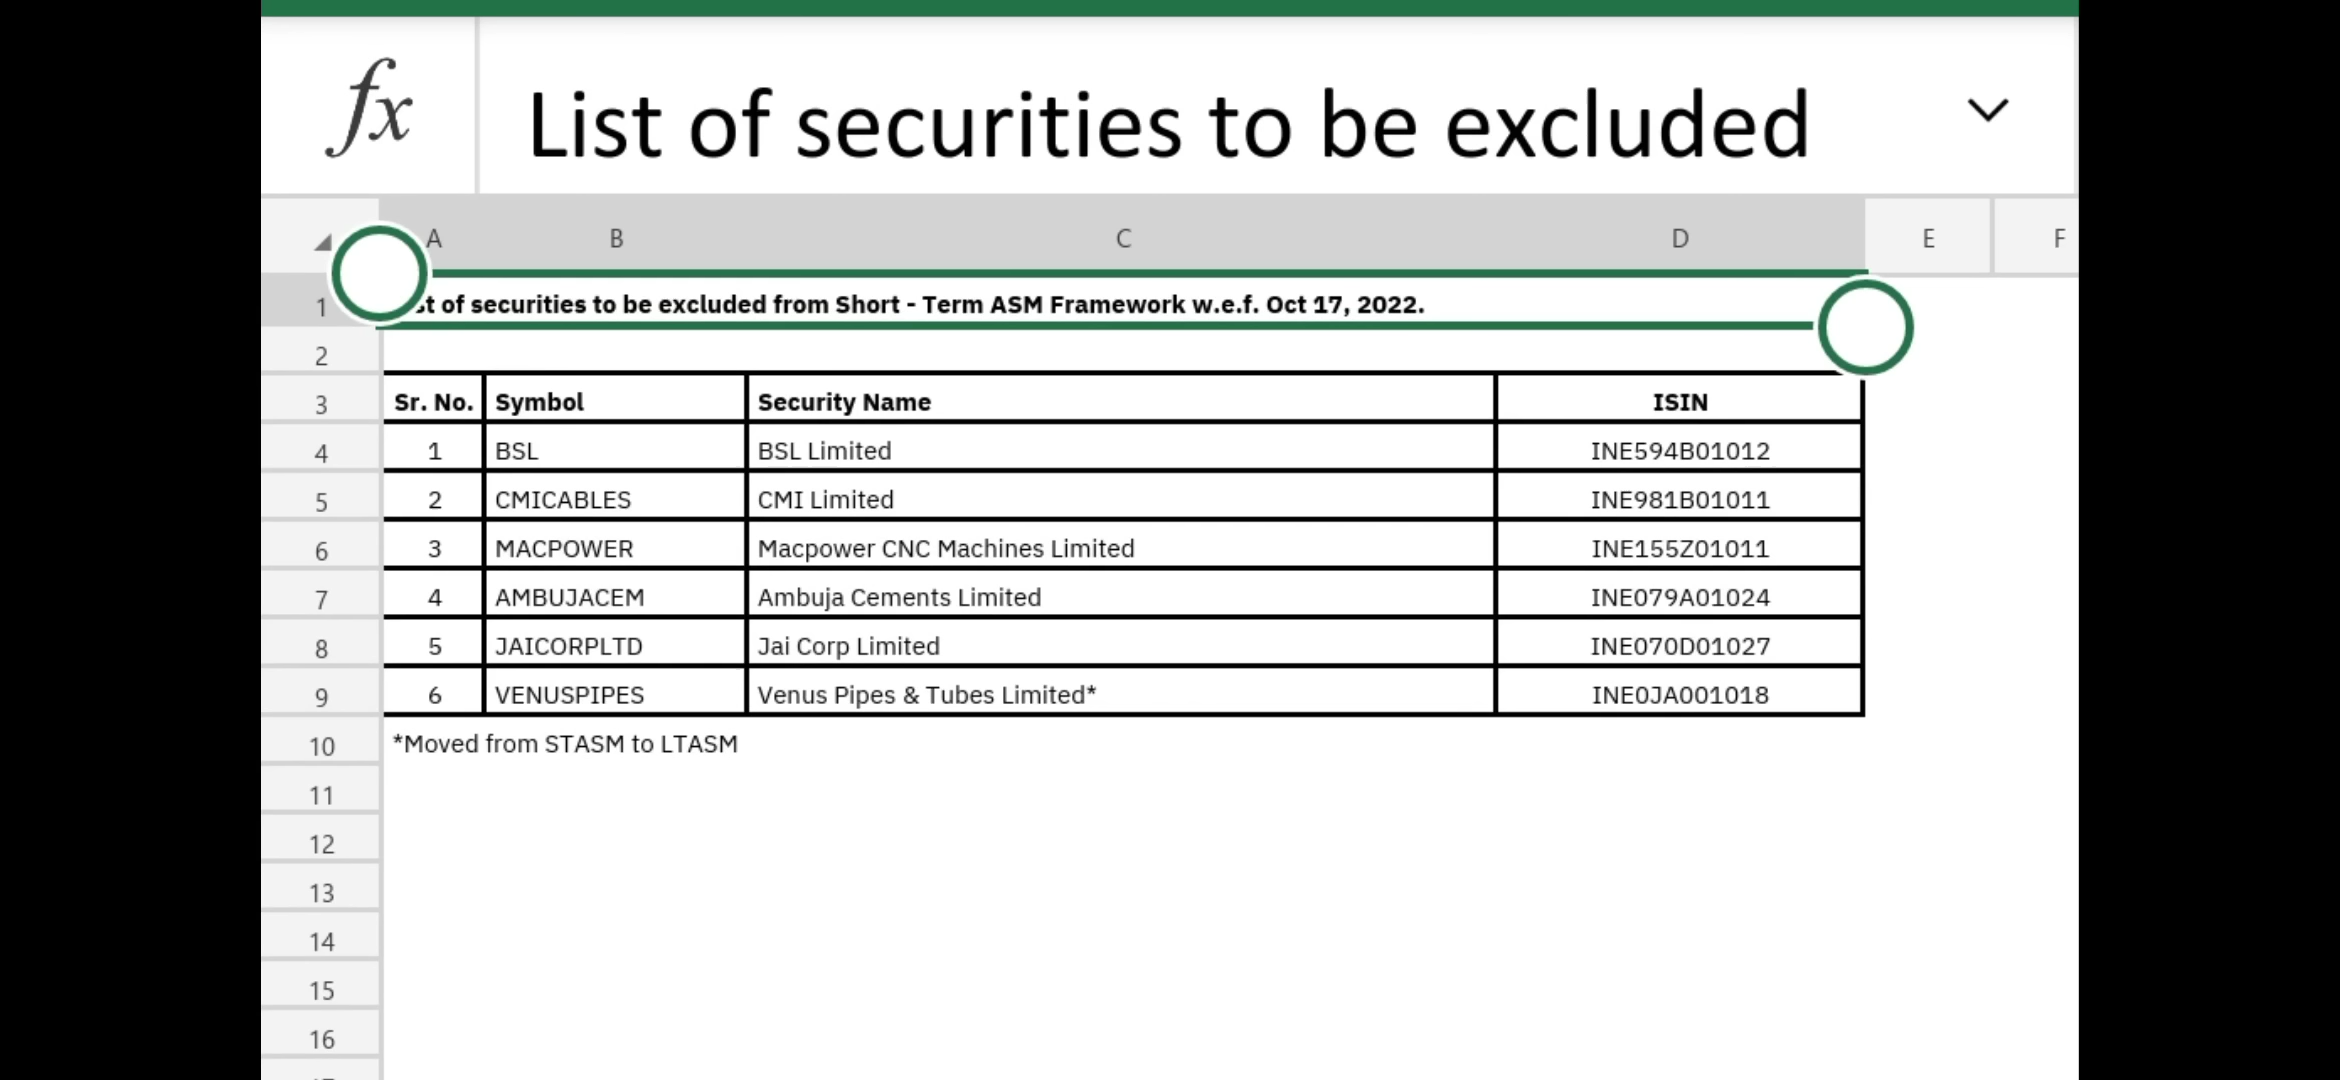 fx List of securities to be excluded
A B C D E F
1 st of securities to be excluded from Short - Term ASM Framework w.e.f. Oct 17, 2022.
2
3 Sr. No. Symbol Security Name ISIN
4 1 BSL BSL Limited INE594B01012
5 2 CMICABLES CMI Limited INE981B01011
6 3 MACPOWER Macpower CNC Machines Limited INE155Z01011
7 4 AMBUJACEM Ambuja Cements Limited INE079A01024
8 5 JAICORPLTD Jai Corp Limited INE070D01027
9 6 VENUSPIPES Venus Pipes & Tubes Limited* INE0JA001018
10 *Moved from STASM to LTASM
11
12
13
14
15
16